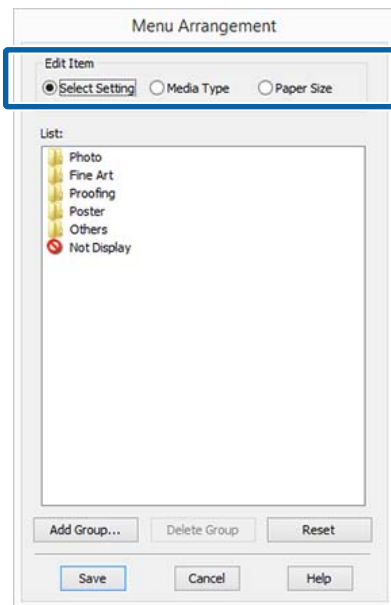 Menu Arrangement
Edit Item
Select Setting Media Type Paper Size
List:
Photo
Fine Art
Proofing
Poster
Others
Not Display
Add Group... Delete Group Reset
Save Cancel Help